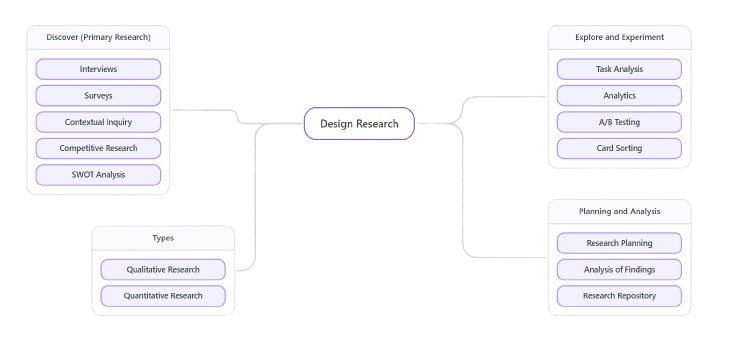 Discover (Primary Research)
Interviews
Surveys
Contextual Inquiry
Competitive Research
SWOT Analysis
Types
Qualitative Research
Quantitative Research
Design Research
Explore and Experiment
Task Analysis
Analytics
A/B Testing
Card Sorting
Planning and Analysis
Research Planning
Analysis of Findings
Research Repository